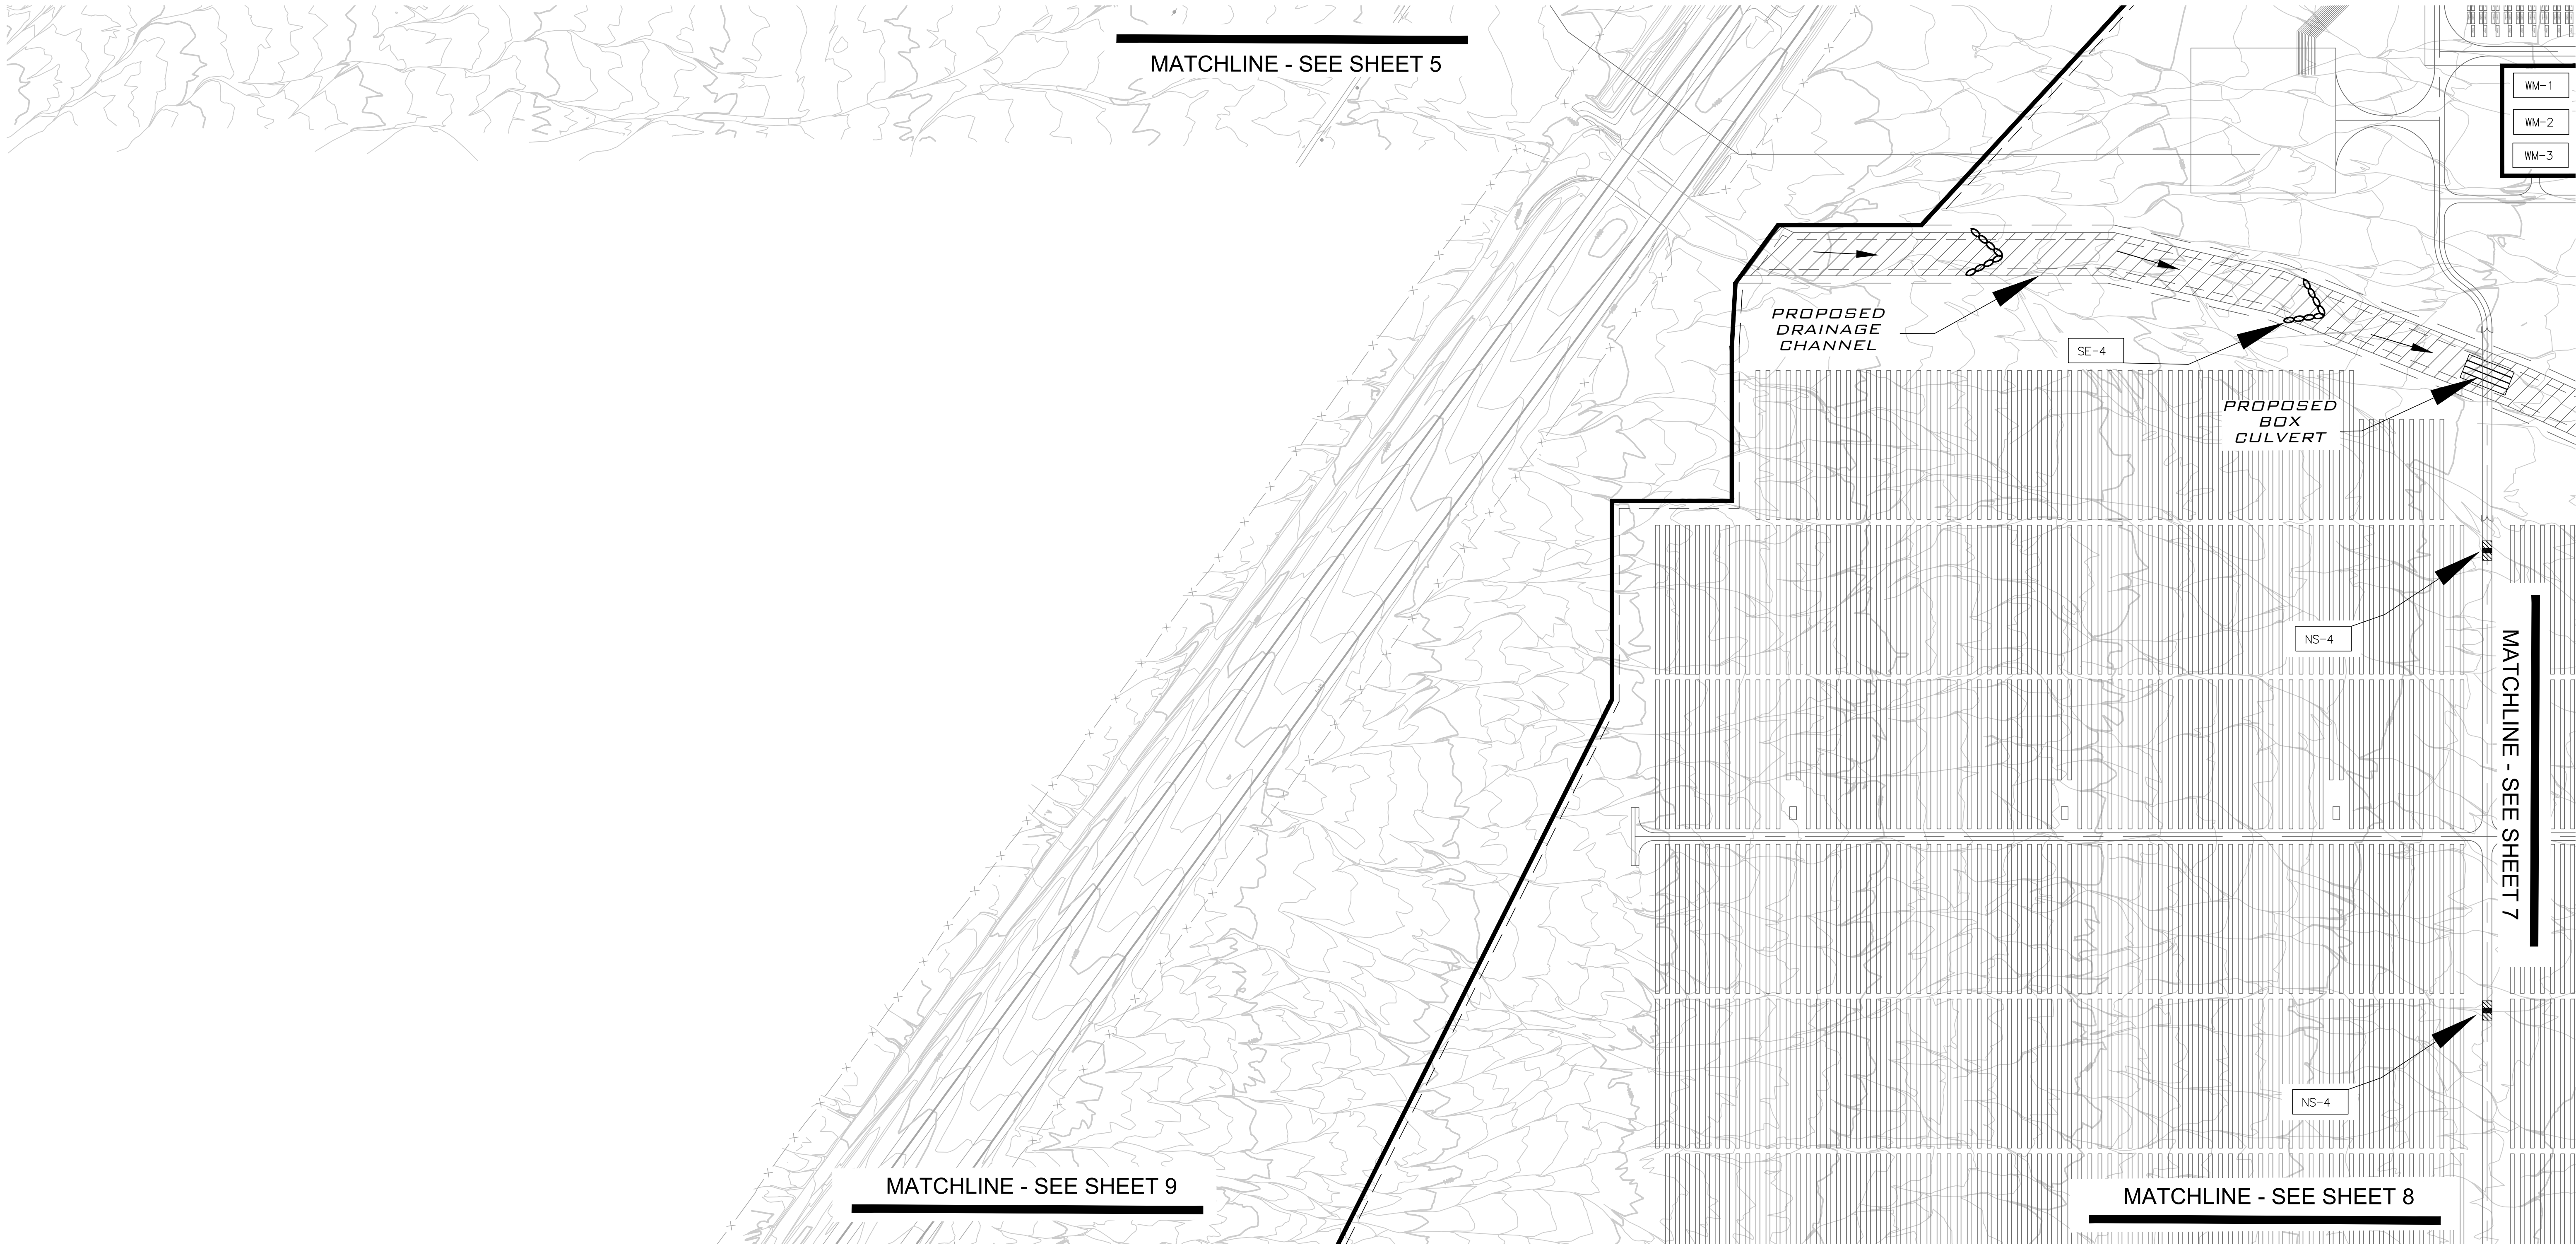 MATCHLINE - SEE SHEET 5
WM-1
WM-2
WM-3
PROPOSED
DRAINAGE
CHANNEL
SE-4
PROPOSED
BOX
CULVERT
NS-4
MATCHLINE - SEE SHEET 7
NS-4
MATCHLINE - SEE SHEET 9
MATCHLINE - SEE SHEET 8